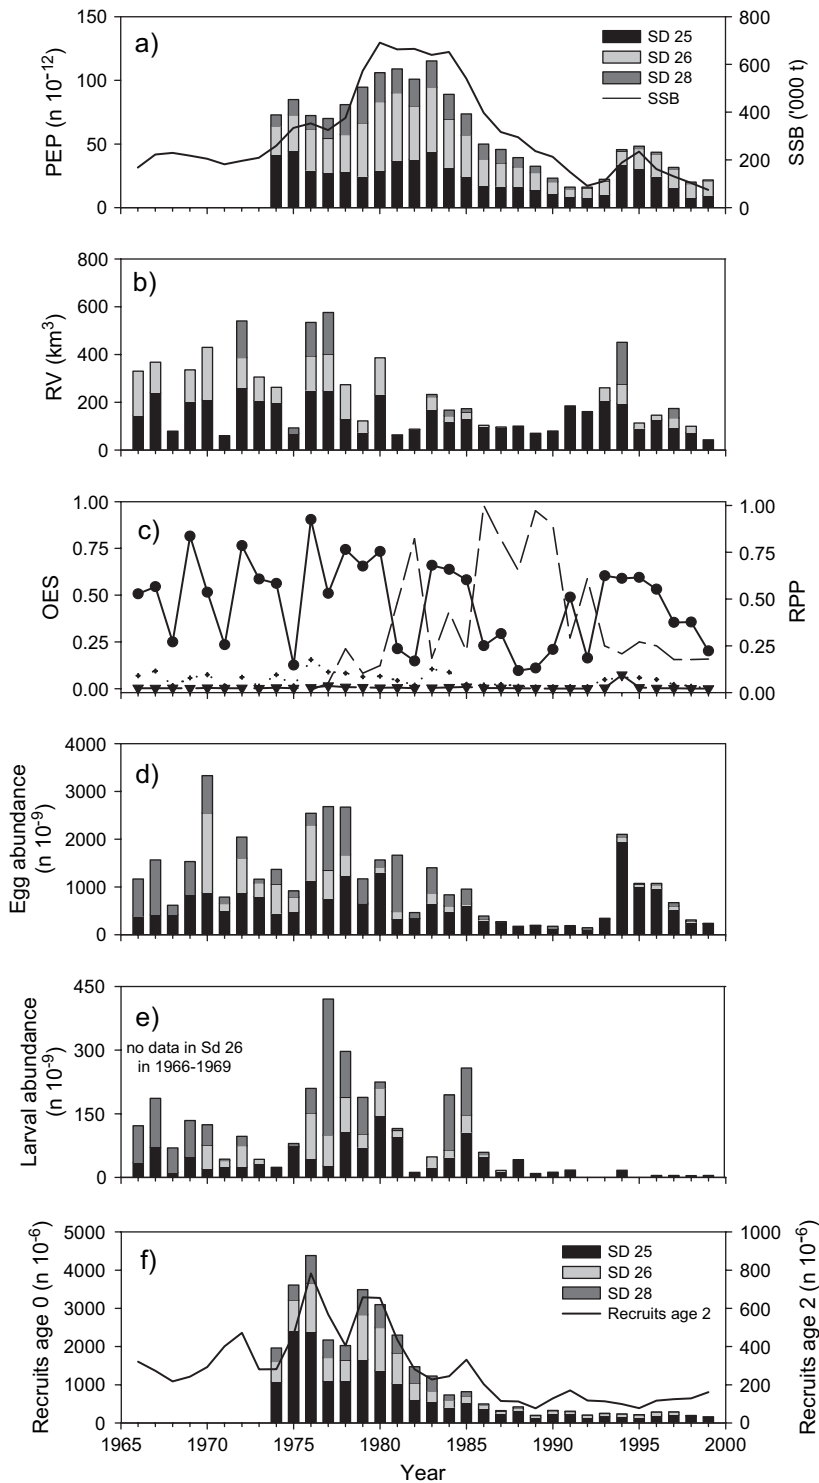 a)
PEP (n 10-12)
150
100
50
0
SD 25
SD 26
SD 28
SSB
800
600
400
200
0
SSB ('000 t)
b)
RV (km3)
800
600
400
200
0
c)
OES
1.00
0.75
0.50
0.25
0.00
1.00
0.75
0.50
0.25
0.00
RPP
d)
Egg abundance
(n 10-9)
4000
3000
2000
1000
0
e)
no data in Sd 26
in 1966-1969
Larval abundance
(n 10-9)
450
300
150
0
f)
Recruits age 0 (n 10-6)
5000
4000
3000
2000
1000
0
SD 25
SD 26
SD 28
Recruits age 2
1000
800
600
400
200
0
Recruits age 2 (n 10-6)
1965 1970 1975 1980 1985 1990 1995 2000
Year